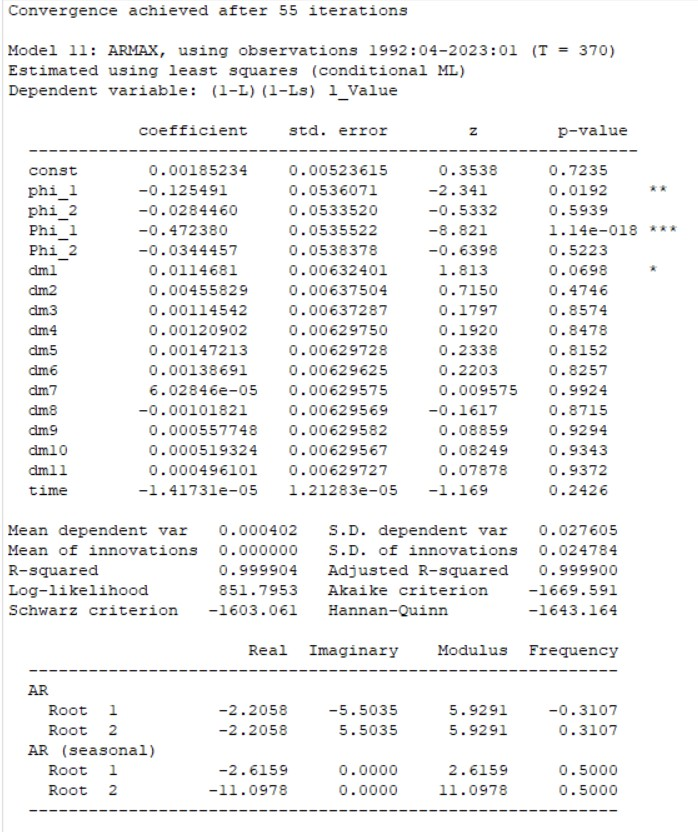 Convergence achieved after 55 iterations
Model 11: ARMAX, using observations 1992:04-2023:01 (T = 370)
Estimated using least squares (conditional ML)
Dependent variable: (1-L)(1-Ls) l_Value
coefficient std. error z p-value
const 0.00185234 0.00523615 0.3538 0.7235
phi_1 -0.125491 0.0536071 -2.341 0.0192 **
phi_2 -0.0284460 0.0533520 -0.5332 0.5939
Phi_1 -0.472380 0.0535522 -8.821 1.14e-018 ***
Phi_2 -0.0344457 0.0538378 -0.6398 0.5223
dm1 0.0114681 0.00632401 1.813 0.0698 *
dm2 0.00455829 0.00637504 0.7150 0.4746
dm3 0.00114542 0.00637287 0.1797 0.8574
dm4 0.00120902 0.00629750 0.1920 0.8478
dm5 0.00147213 0.00629728 0.2338 0.8152
dm6 0.00138691 0.00629625 0.2203 0.8257
dm7 6.02846e-05 0.00629575 0.009575 0.9924
dm8 -0.00101821 0.00629569 -0.1617 0.8715
dm9 0.000557748 0.00629582 0.08859 0.9294
dm10 0.000519324 0.00629567 0.08249 0.9343
dm11 0.000496101 0.00629727 0.07878 0.9372
time -1.41731e-05 1.21283e-05 -1.169 0.2426
Mean dependent var 0.000402 S.D. dependent var 0.027605
Mean of innovations 0.000000 S.D. of innovations 0.024784
R-squared 0.999904 Adjusted R-squared 0.999900
Log-likelihood 851.7953 Akaike criterion -1669.591
Schwarz criterion -1603.061 Hannan-Quinn -1643.164
Real Imaginary Modulus Frequency
AR
Root 1 -2.2058 -5.5035 5.9291 -0.3107
Root 2 -2.2058 5.5035 5.9291 0.3107
AR (seasonal)
Root 1 -2.6159 0.0000 2.6159 0.5000
Root 2 -11.0978 0.0000 11.0978 0.5000